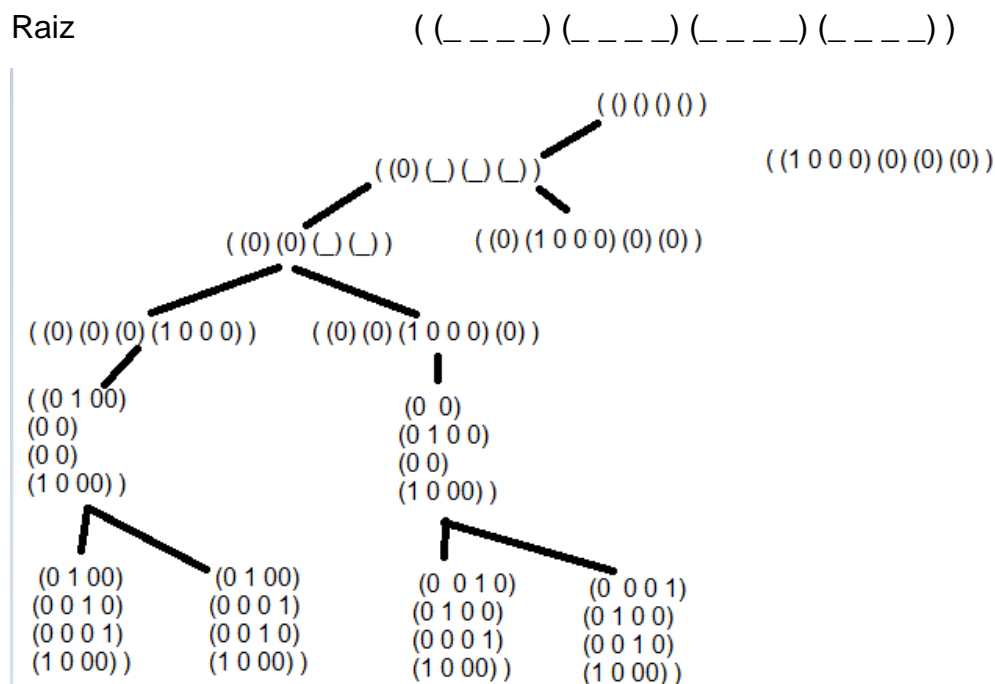 Raiz ( (_ _ _ _) (_ _ _ _) (_ _ _ _) (_ _ _ _) )
( () () () () )
( (1 0 0 0) (0) (0) (0) )
( (0) (_) (_) (_) )
( (0) (0) (_) (_) )
( (0) (1 0 0 0) (0) (0) )
( (0) (0) (0) (1 0 0 0) )
( (0) (0) (1 0 0 0) (0) )
( (0 1 00)
(0 0)
(0 0)
(1 0 00) )
(0 0)
(0 1 0 0)
(0 0)
(1 0 00) )
(0 1 00)
(0 0 1 0)
(0 0 0 1)
(1 0 00) )
(0 1 00)
(0 0 0 1)
(0 0 1 0)
(1 0 00) )
(0 0 1 0)
(0 1 0 0)
(0 0 0 1)
(1 0 00) )
(0 0 0 1)
(0 1 0 0)
(0 0 1 0)
(1 0 00) )